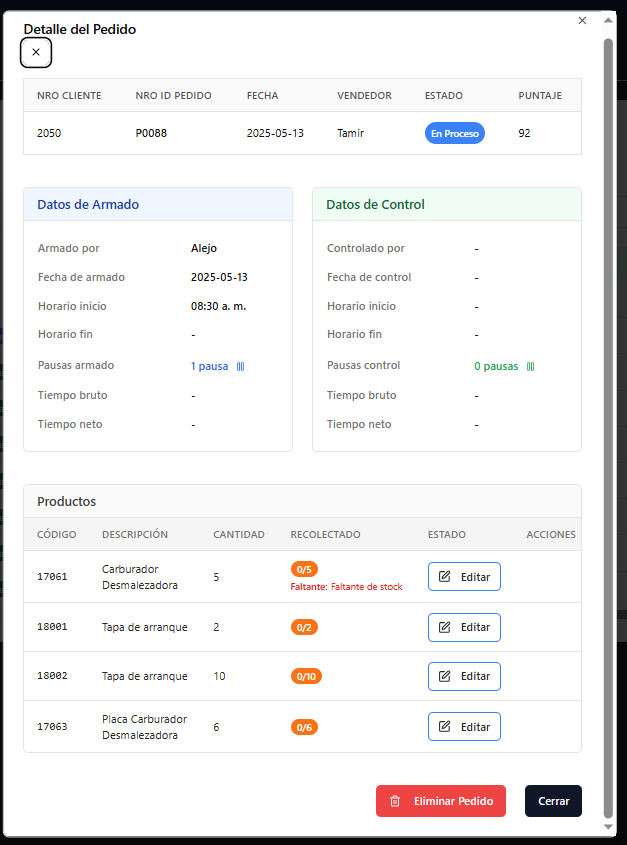 Detalle del Pedido
NRO CLIENTE NRO ID PEDIDO FECHA VENDEDOR ESTADO PUNTAJE
2050 P0088 2025-05-13 Tamir En Proceso 92
Datos de Armado
Armado por Alejo
Fecha de armado 2025-05-13
Horario inicio 08:30 a. m.
Horario fin -
Pausas armado 1 pausa
Tiempo bruto -
Tiempo neto -
Datos de Control
Controlado por -
Fecha de control -
Horario inicio -
Horario fin -
Pausas control 0 pausas
Tiempo bruto -
Tiempo neto -
Productos
CÓDIGO DESCRIPCIÓN CANTIDAD RECOLECTADO ESTADO ACCIONES
17061 Carburador Desmalezadora 5 0/5 Faltante: Faltante de stock Editar
18001 Tapa de arranque 2 0/2 Editar
18002 Tapa de arranque 10 0/10 Editar
17063 Placa Carburador Desmalezadora 6 0/6 Editar
Eliminar Pedido Cerrar